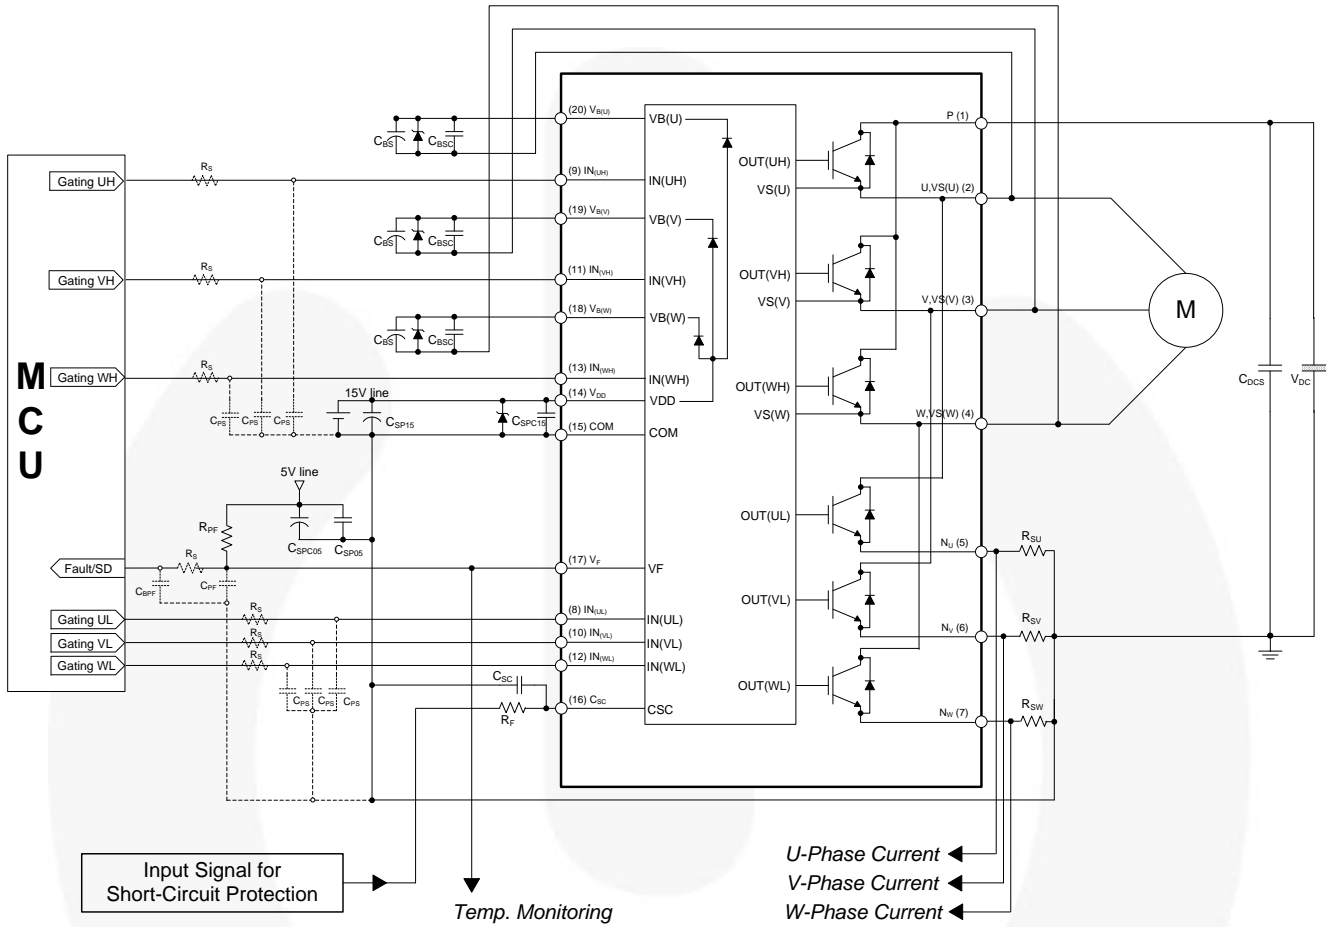 (20) VB(U)
VB(U)
P (1)
CBS
CBSC
OUT(UH)
RS
Gating UH
(9) IN(UH)
IN(UH)
VS(U)
U,VS(U) (2)
(19) VB(V)
VB(V)
CBS
CBSC
RS
(11) IN(VH)
OUT(VH)
Gating VH
IN(VH)
VS(V)
V,VS(V) (3)
M
(18) VB(W)
VB(W)
CBS
CBSC
RS
(13) IN(WH)
Gating WH
IN(WH)
OUT(WH)
CDCS
VDC
15V line
(14) VDD
VDD
CPS
CPS
CPS
CSP15
CSPC15
VS(W)
W,VS(W) (4)
(15) COM
COM
M
C
U
5V line
RPF
OUT(UL)
CSPC05
CSP05
RSU
NU (5)
RS
(17) VF
Fault/SD
VF
CBPF
CPF
OUT(VL)
RS
(8) IN(UL)
Gating UL
IN(UL)
RSV
RS
(10) IN(VL)
NV (6)
Gating VL
IN(VL)
RS
(12) IN(WL)
Gating WL
IN(WL)
CSC
OUT(WL)
CPS
CPS
CPS
(16) CSC
CSC
RF
NW (7)
RSW
U-Phase Current
Input Signal for
Short-Circuit Protection
V-Phase Current
Temp. Monitoring
W-Phase Current